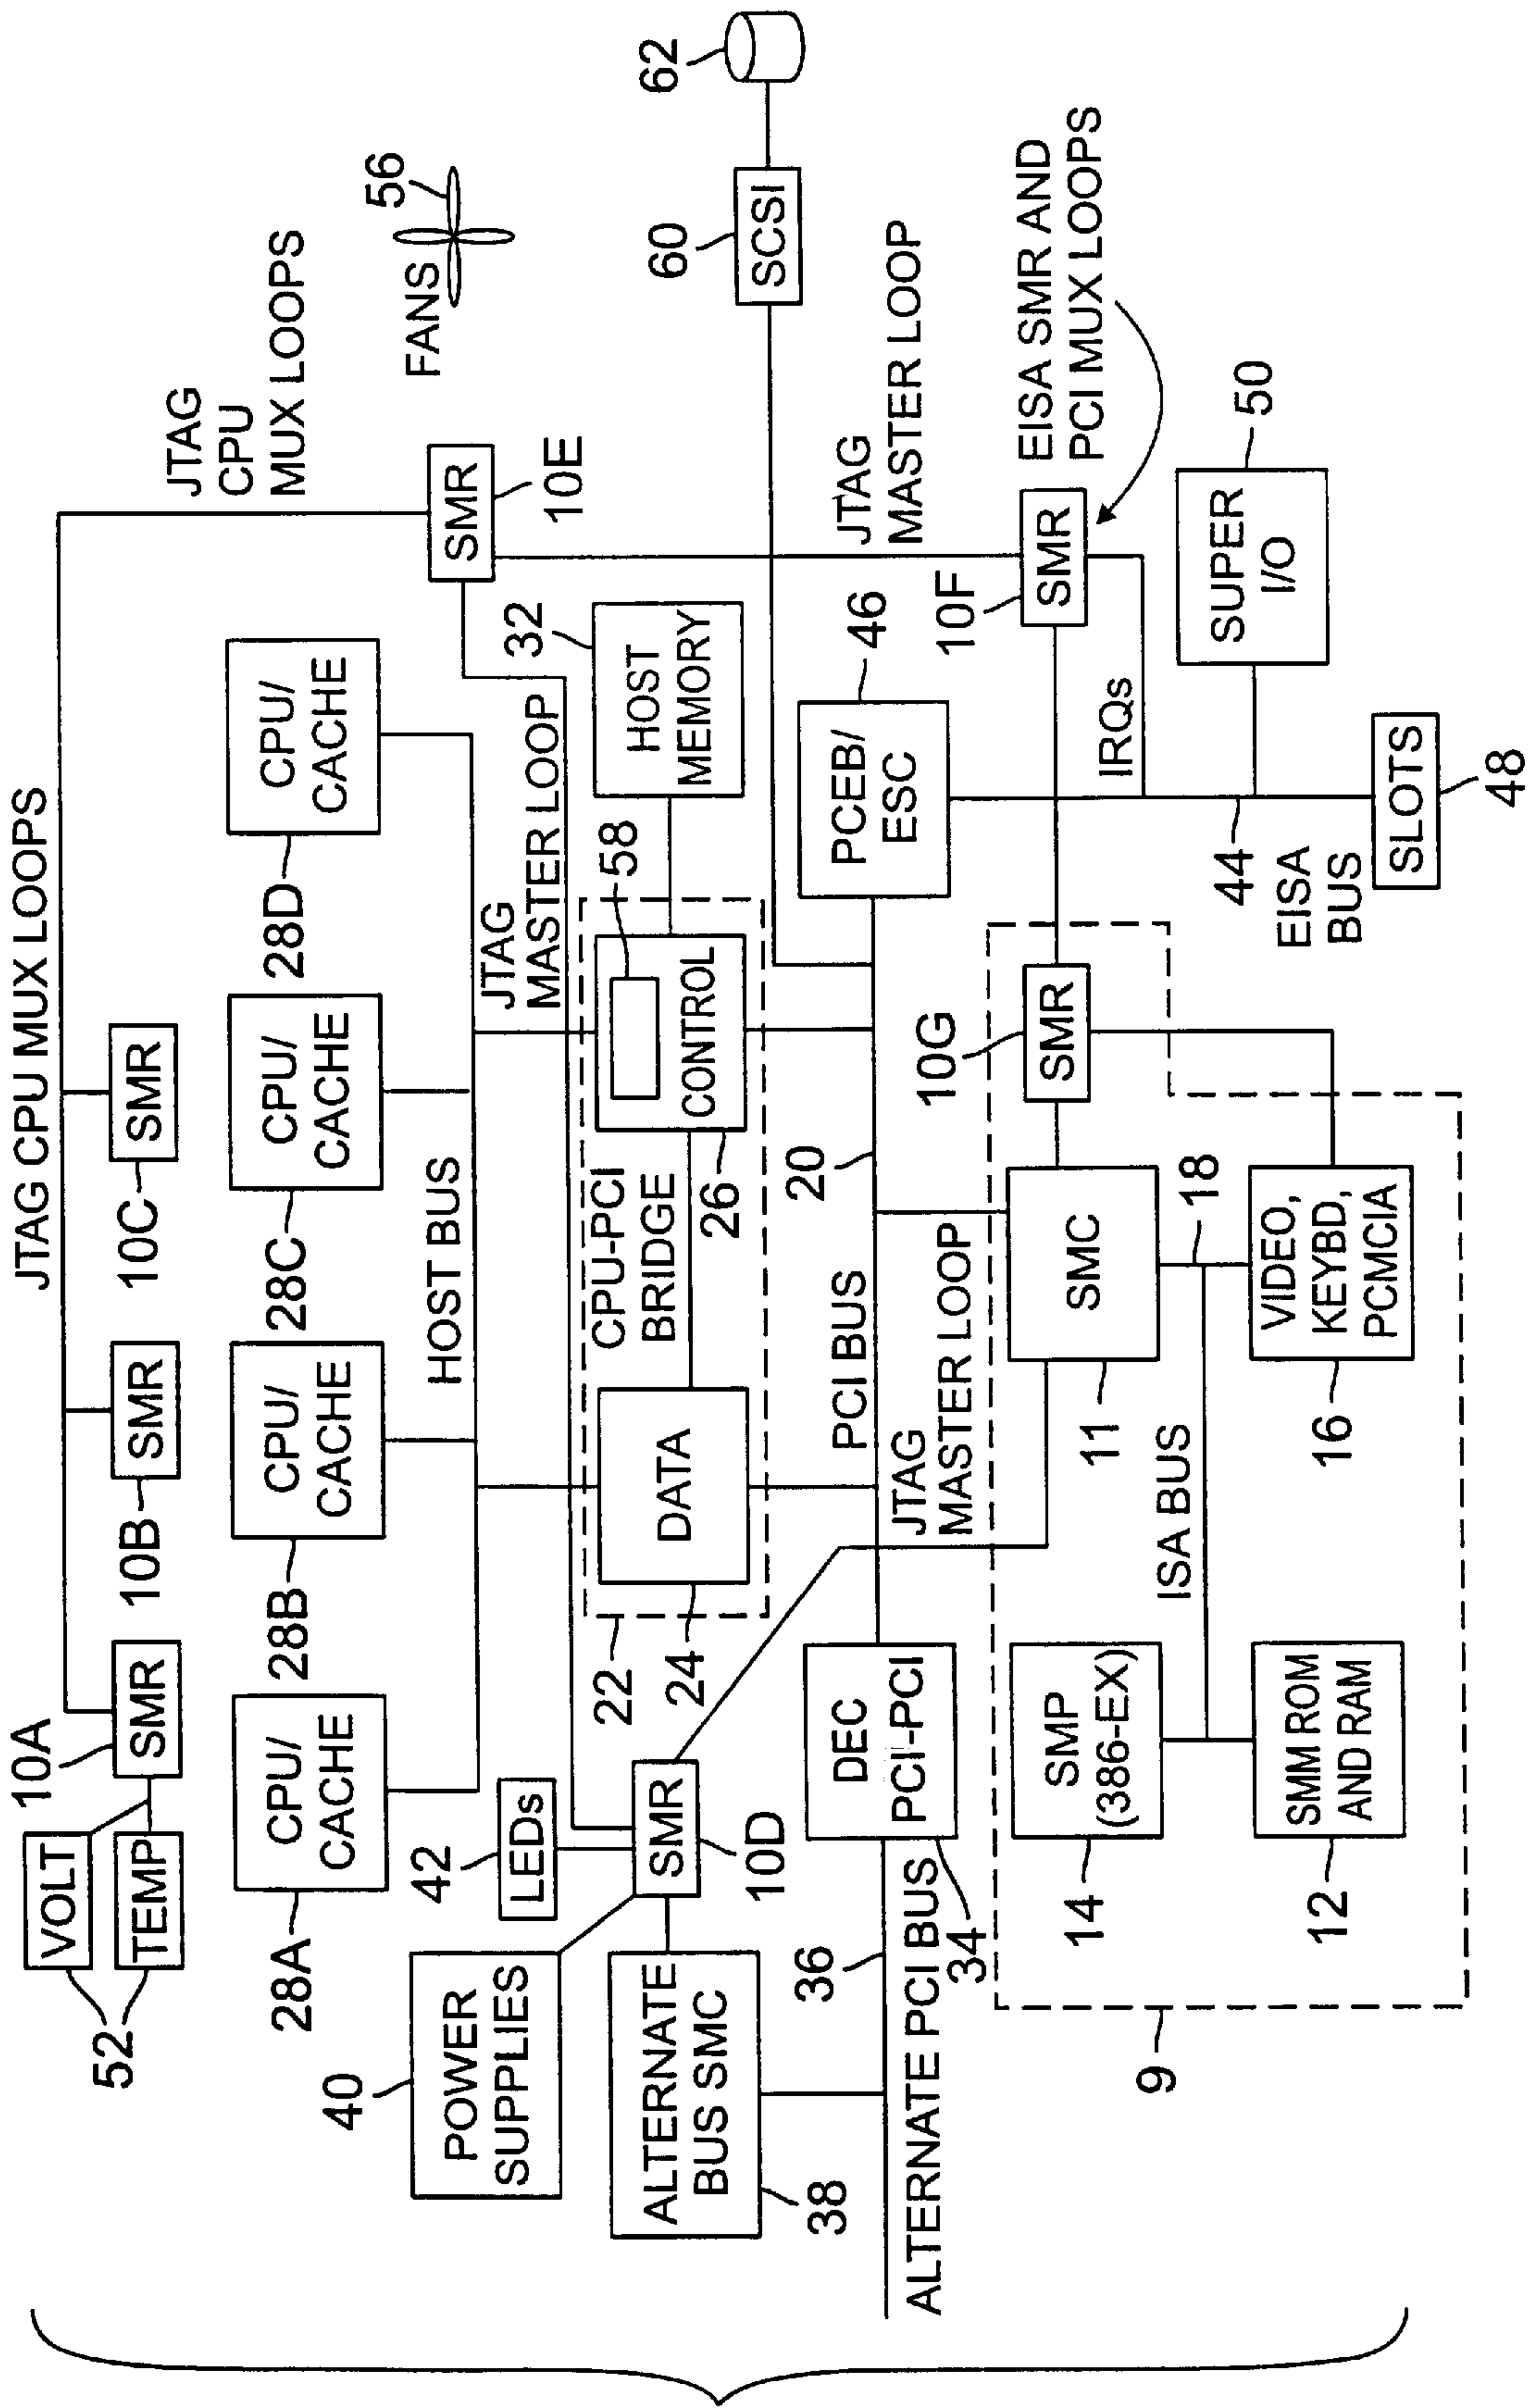 JTAG CPU MUX LOOPS
JTAG
CPU
MUX LOOPS
VOLT
TEMP
52
10A
SMR
10B
SMR
10C
SMR
28A
CPU/
CACHE
28B
CPU/
CACHE
28C
CPU/
CACHE
28D
CPU/
CACHE
FANS
56
SMR
10E
HOST BUS
JTAG
MASTER LOOP
40
POWER
SUPPLIES
42
LEDs
SMR
10D
ALTERNATE
BUS SMC
38
22
DATA
24
CPU-PCI
BRIDGE
CONTROL
58
26
32
HOST
MEMORY
60
SCSI
62
PCI BUS
20
DEC
PCI-PCI
34
36
ALTERNATE PCI BUS
JTAG
MASTER LOOP
PCEB/
ESC
46
JTAG
MASTER LOOP
EISA SMR AND
PCI MUX LOOPS
10F
SMR
10G
SMR
IRQs
SUPER
I/O
50
44
EISA
BUS
SLOTS
48
SMC
11
18
ISA BUS
VIDEO,
KEYBD,
PCMCIA
16
SMP
(386-EX)
14
SMM ROM
AND RAM
12
9